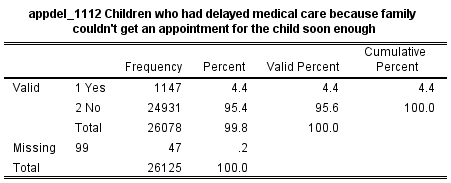 appdel_1112 Children who had delayed medical care because family
couldn't get an appointment for the child soon enough
Frequency Percent Valid Percent Cumulative Percent
Valid 1 Yes 1147 4.4 4.4 4.4
2 No 24931 95.4 95.6 100.0
Total 26078 99.8 100.0
Missing 99 47 .2
Total 26125 100.0